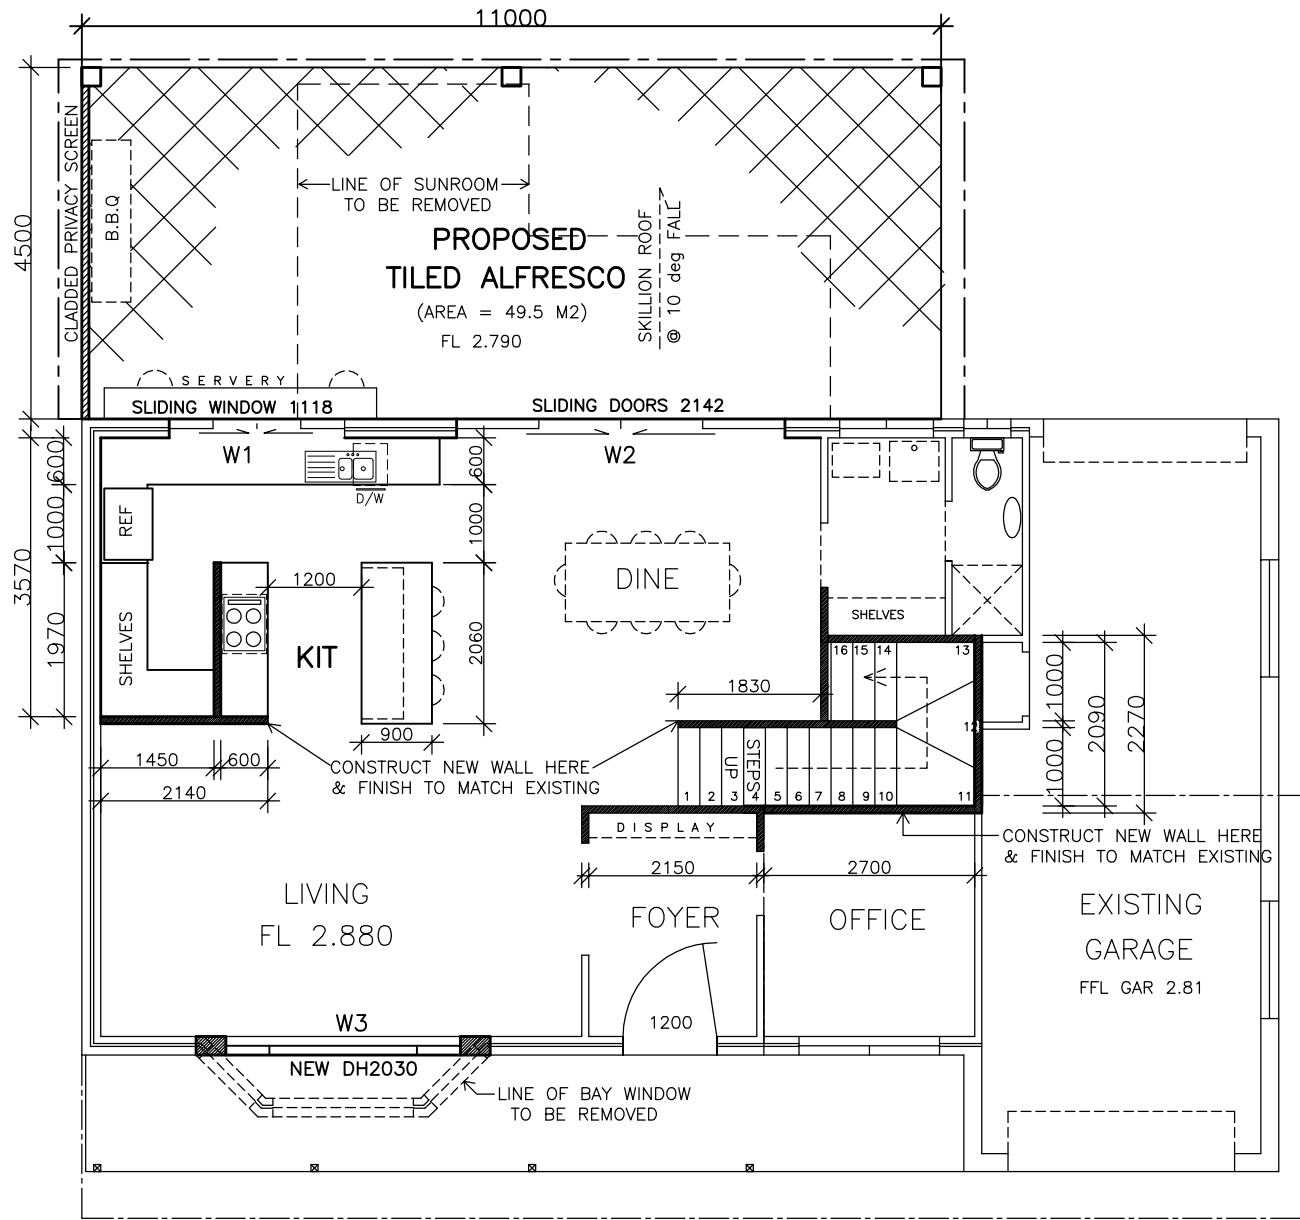 11000
CLADDED PRIVACY SCREEN
4500
B.B.Q
LINE OF SUNROOM
TO BE REMOVED
PROPOSED
TILED ALFRESCO
(AREA = 49.5 M2)
FL 2.790
SKILLION ROOF
@ 10 deg FALL
SERVERY
SLIDING WINDOW 1118
SLIDING DOORS 2142
W1
W2
600
1000
3570
1970
REF
D/W
600
1000
2060
1200
DINE
SHELVES
SHELVES
KIT
16 15 14 13
12
1830
900
1450
600
2140
CONSTRUCT NEW WALL HERE
& FINISH TO MATCH EXISTING
STEPS
UP
1 2 3 4 5 6 7 8 9 10 11
1000
1000
2090
2270
DISPLAY
CONSTRUCT NEW WALL HERE
& FINISH TO MATCH EXISTING
2150
2700
LIVING
FL 2.880
FOYER
OFFICE
EXISTING
GARAGE
FFL GAR 2.81
1200
W3
NEW DH2030
LINE OF BAY WINDOW
TO BE REMOVED